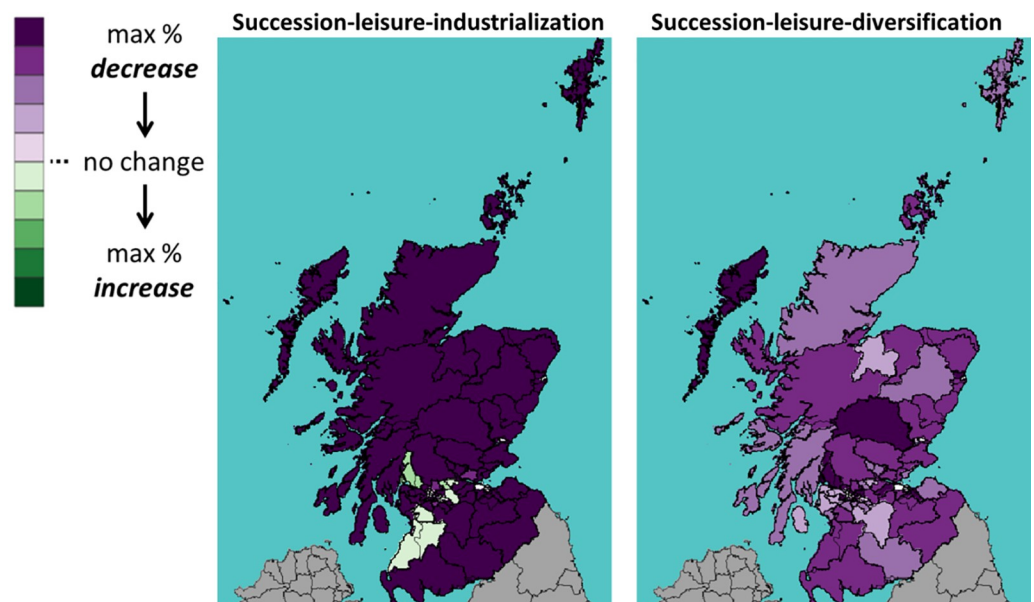 Succession-leisure-industrialization
Succession-leisure-diversification
max %
decrease
... no change
max %
increase